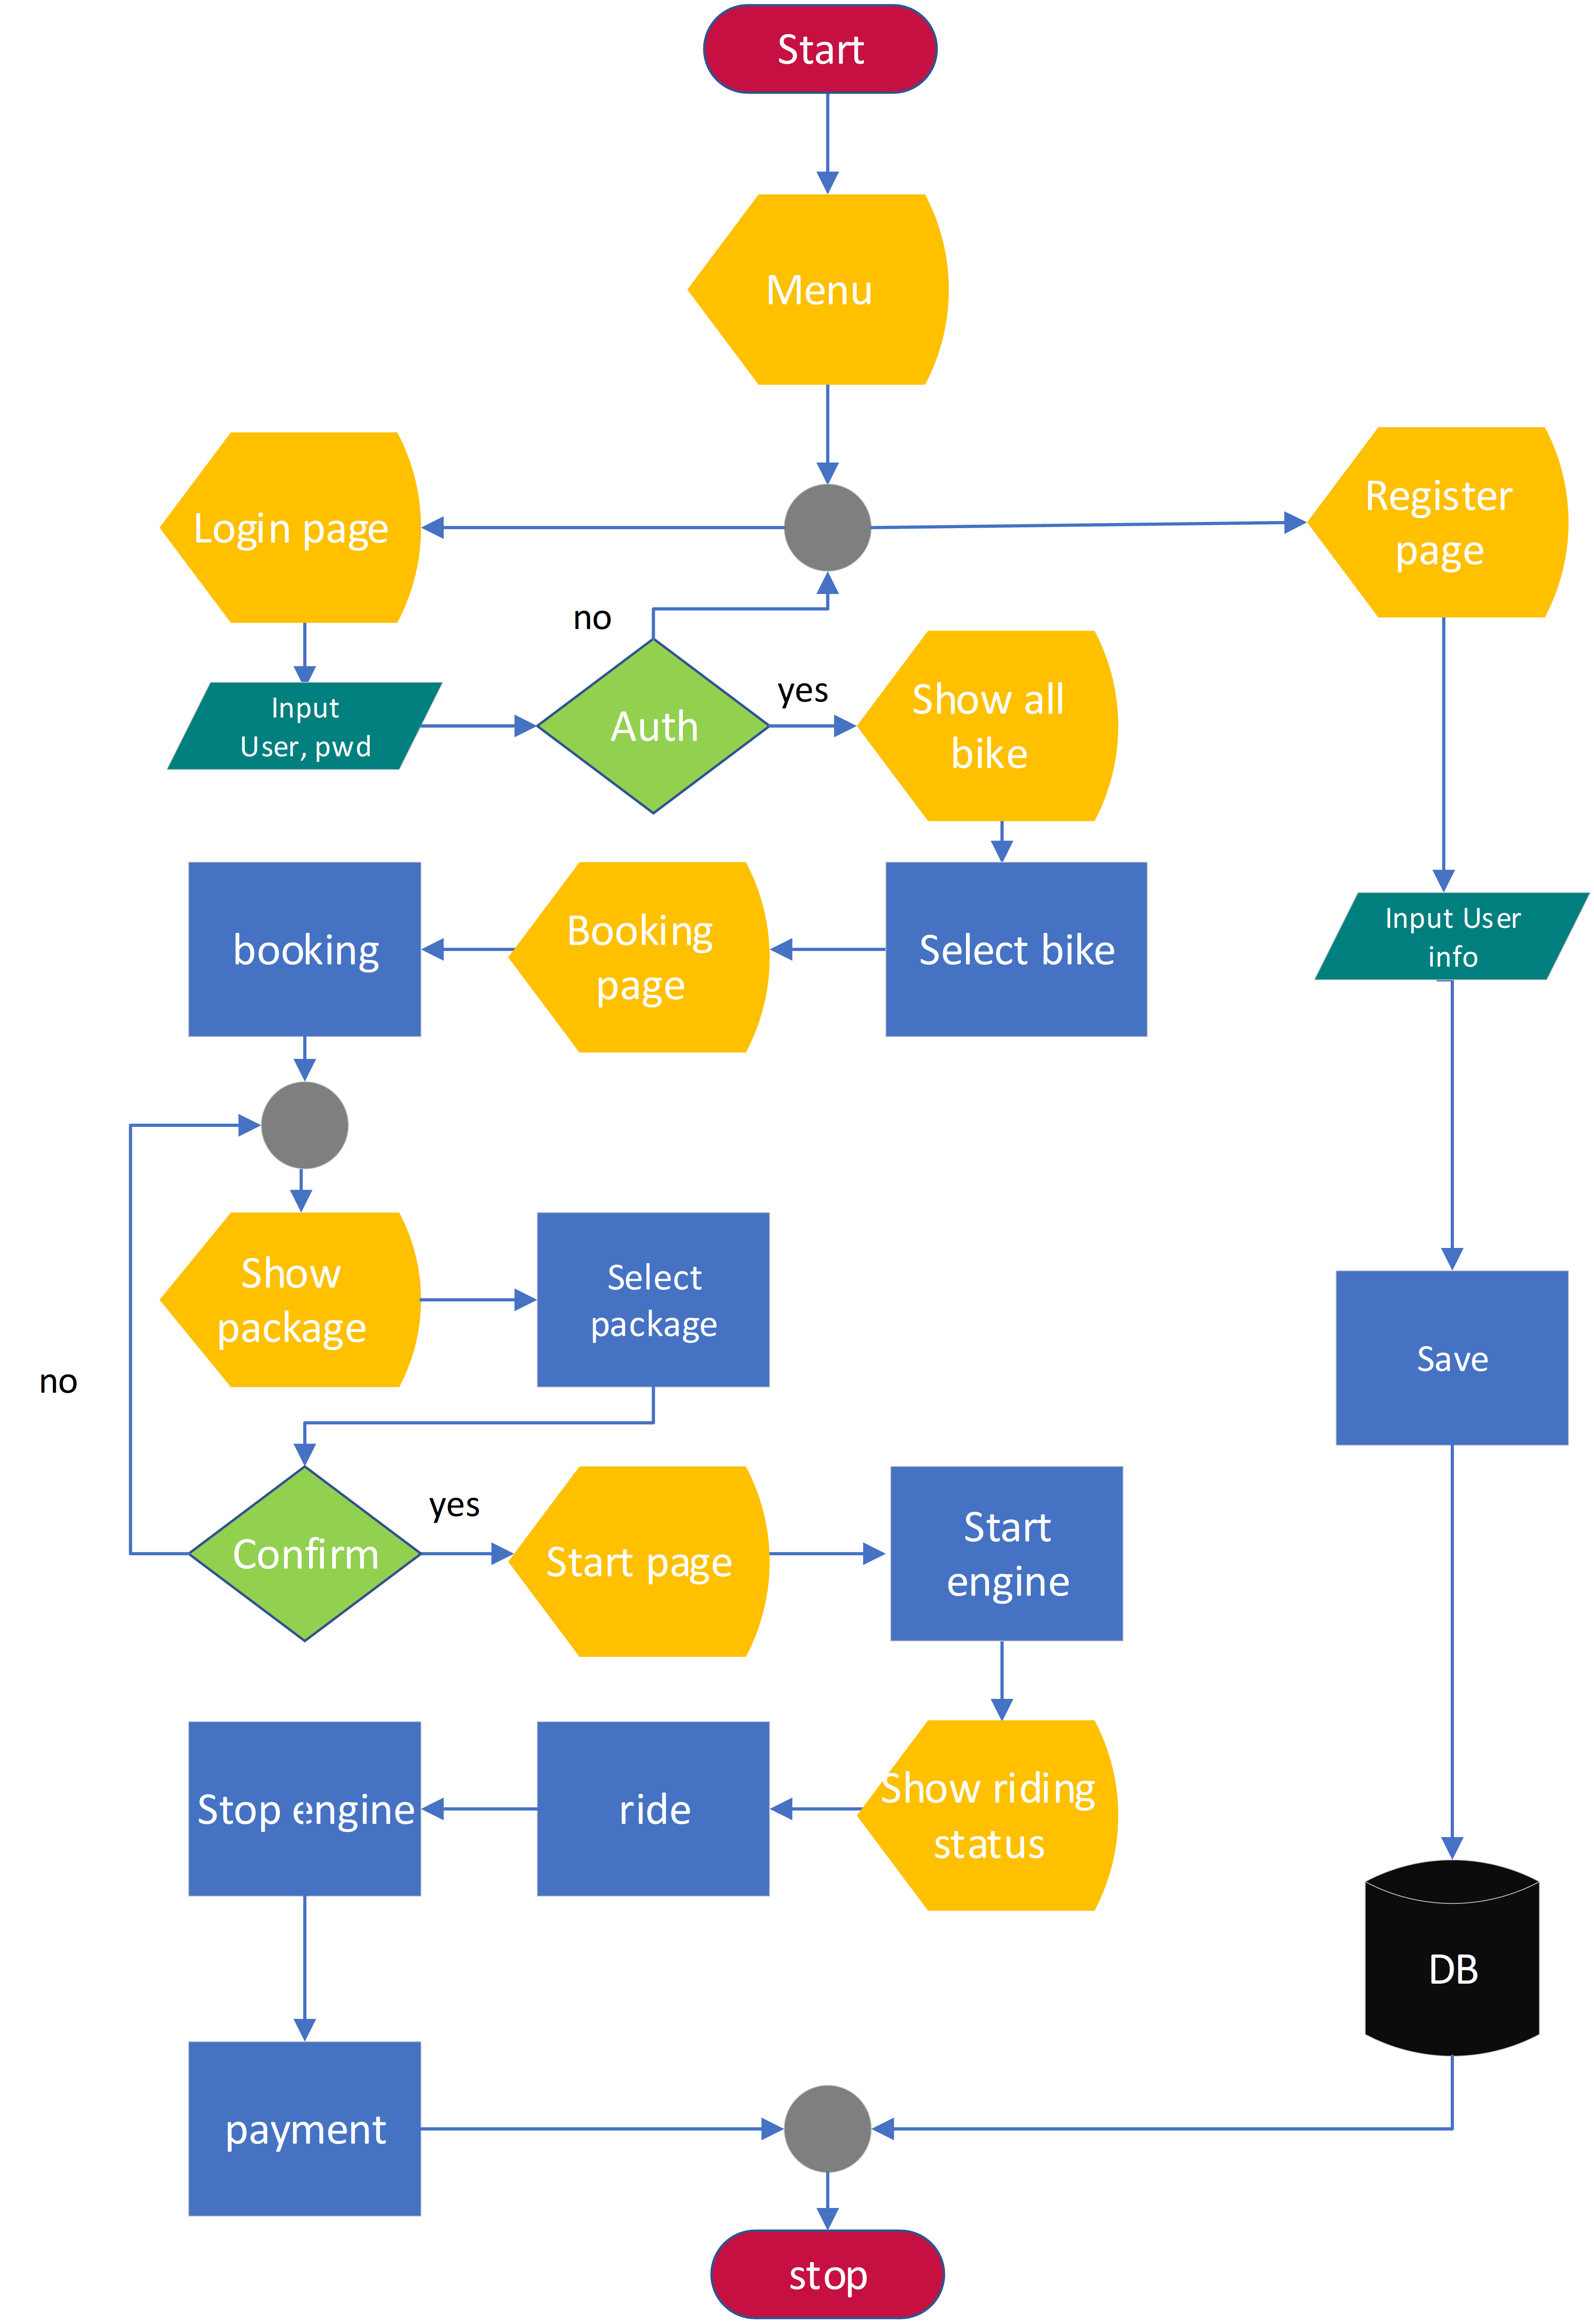 Start
Menu
Login page
Register
page
no
Input
User, pwd
Auth
yes
Show all
bike
booking
Booking
page
Select bike
Input User
info
Show
package
Select
package
no
Save
Confirm
yes
Start page
Start
engine
Stop engine
ride
Show riding
status
DB
payment
stop